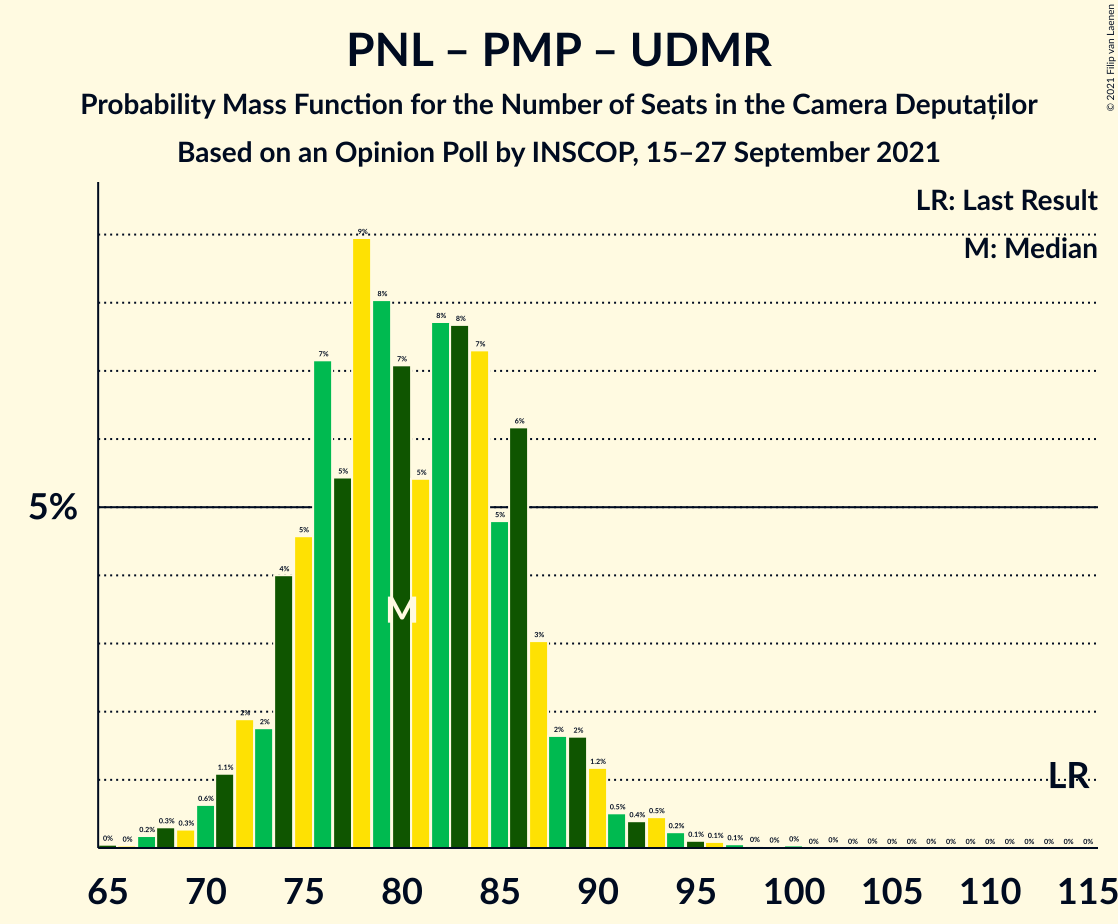 PNL – PMP – UDMR
Probability Mass Function for the Number of Seats in the Camera Deputaților
Based on an Opinion Poll by INSCOP, 15–27 September 2021
© 2021 Filip van Laenen
LR: Last Result
M: Median
5%
0% 0% 0.2% 0.3% 0.3% 0.6% 1.1% 2% 2% 4% 5% 7% 5% 9% 8% 7% 5% 8% 8% 7% 5% 6% 3% 2% 2% 1.2% 0.5% 0.4% 0.5% 0.2% 0.1% 0.1% 0.1% 0% 0% 0% 0% 0% 0% 0% 0% 0% 0% 0% 0% 0% 0% 0% 0% 0% 0%
M
LR
65 70 75 80 85 90 95 100 105 110 115